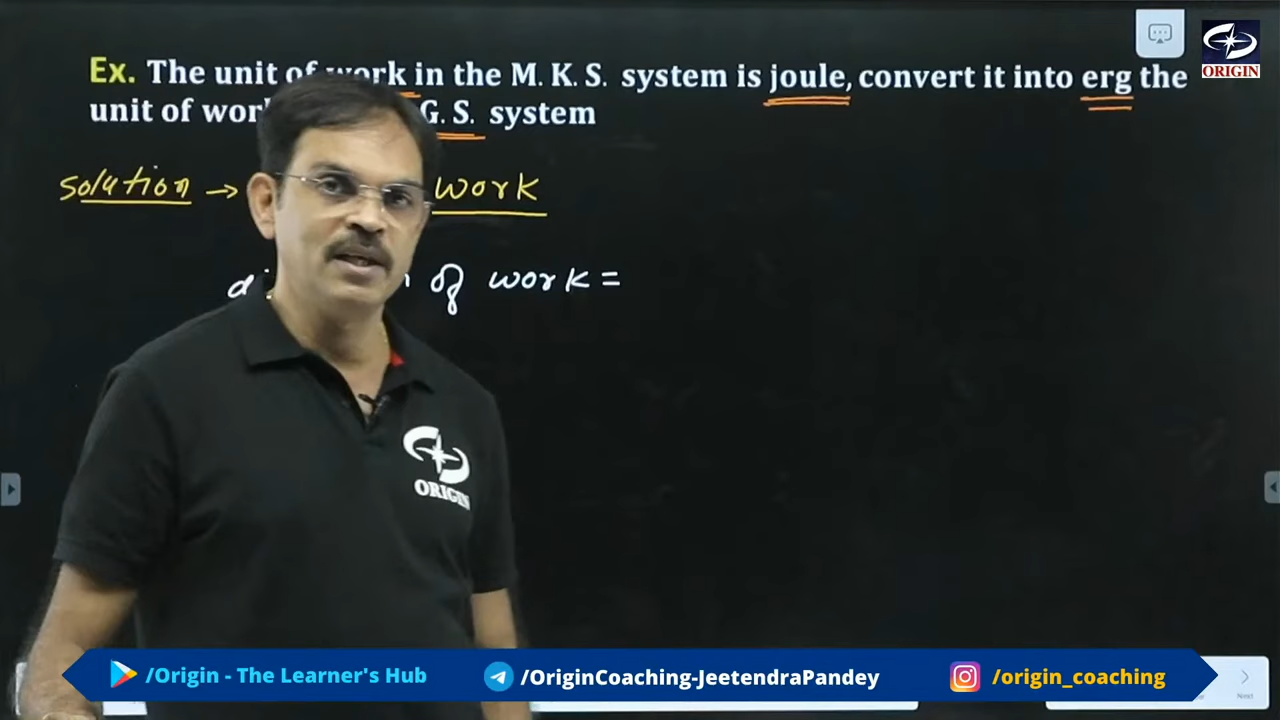 ORIGIN
Ex. The unit of work in the M. K. S. system is joule, convert it into erg the
unit of G. S. system
solution → work
of work =
ORIGIN
/Origin - The Learner's Hub /OriginCoaching-JeetendraPandey /origin_coaching